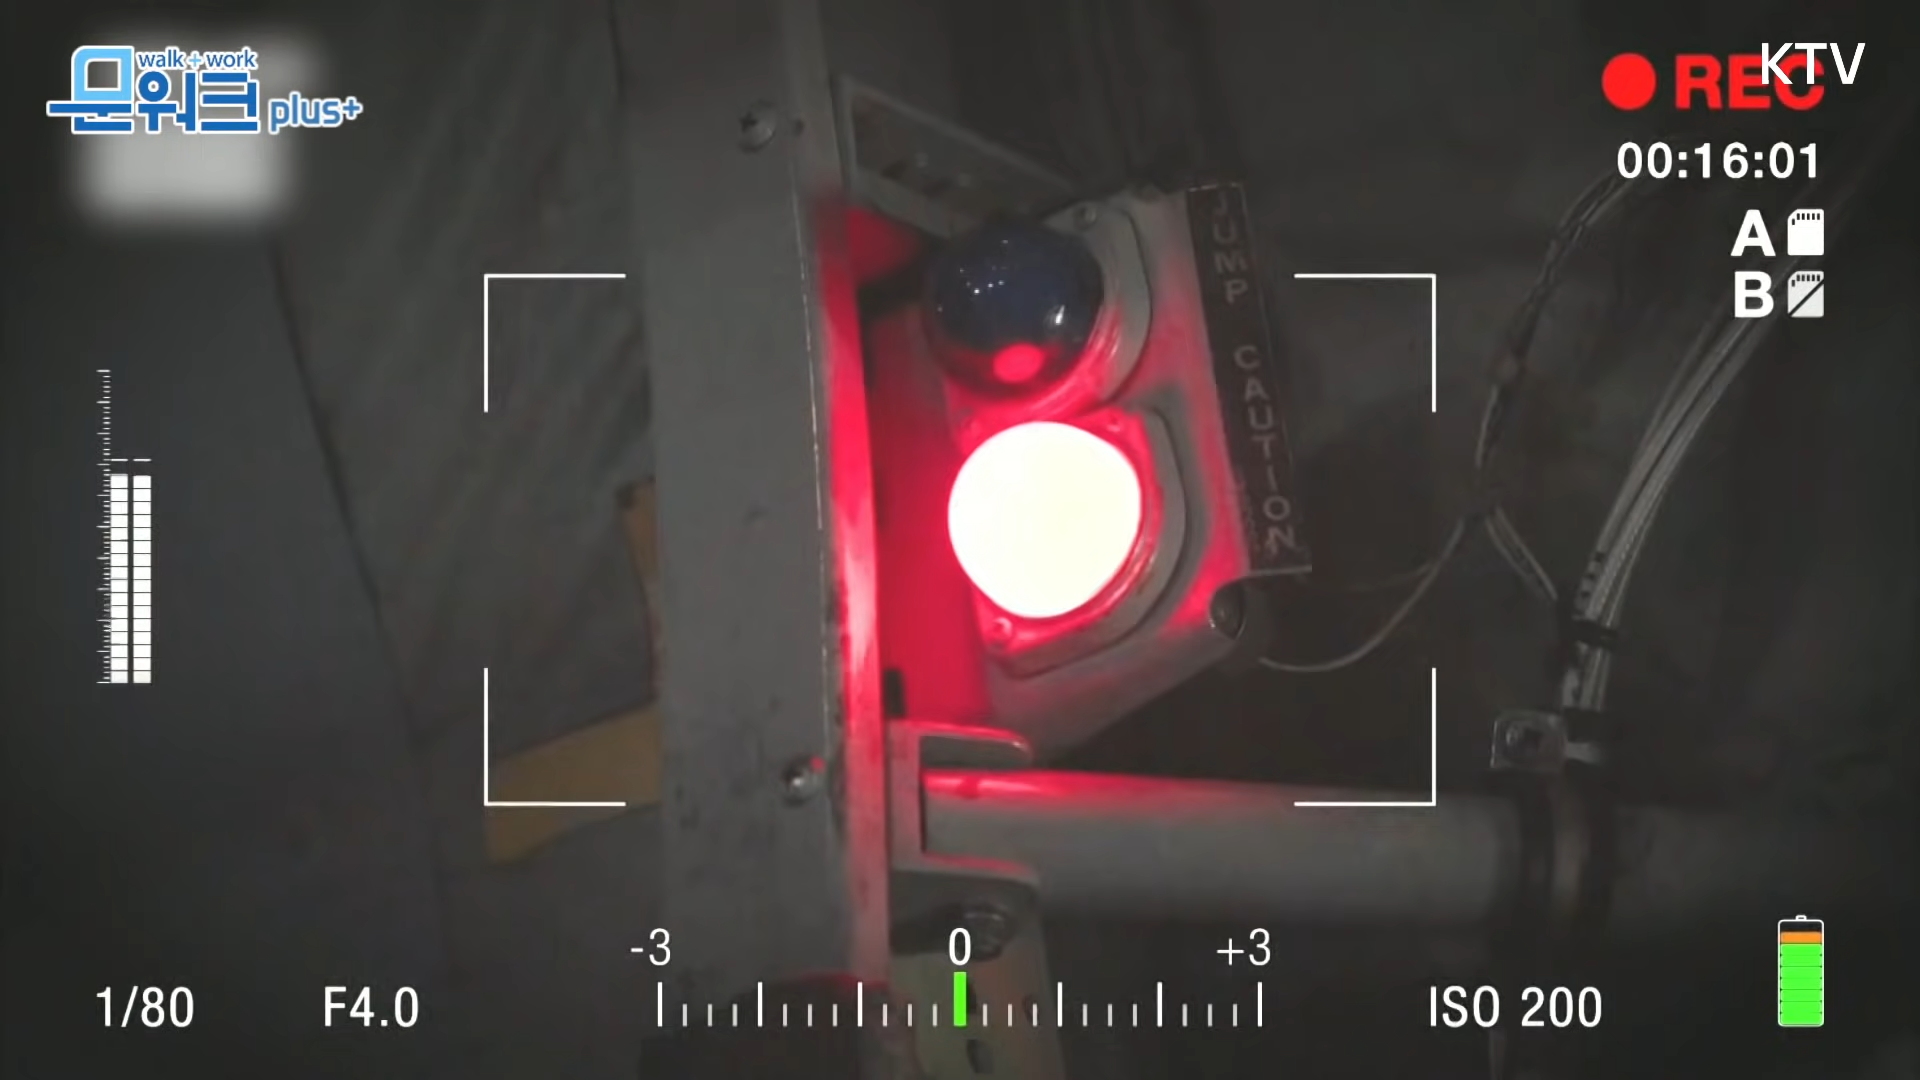 walk+work
문워크 plus+
REC
KTV
00:16:01
A
B
JUMP CAUTION
-3 0 +3
1/80 F4.0 ISO 200